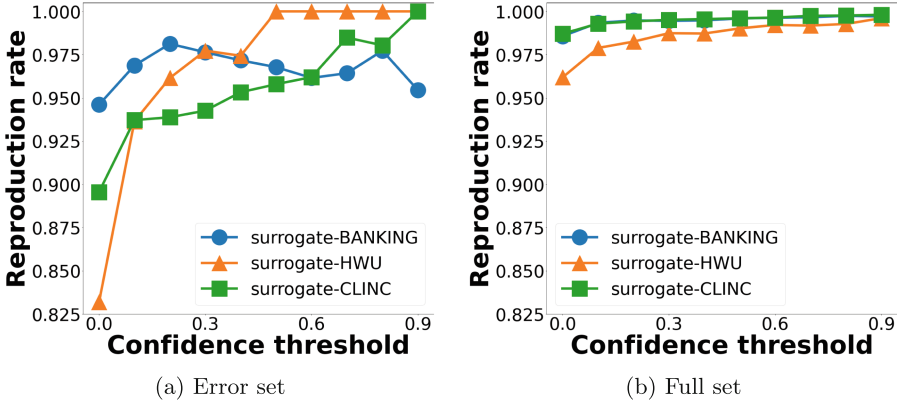 Reproduction rate
1.000
0.975
0.950
0.925
0.900
0.875
0.850
0.825
surrogate-BANKING
surrogate-HWU
surrogate-CLINC
0.0 0.3 0.6 0.9
Confidence threshold
(a) Error set
Reproduction rate
1.000
0.975
0.950
0.925
0.900
0.875
0.850
0.825
surrogate-BANKING
surrogate-HWU
surrogate-CLINC
0.0 0.3 0.6 0.9
Confidence threshold
(b) Full set